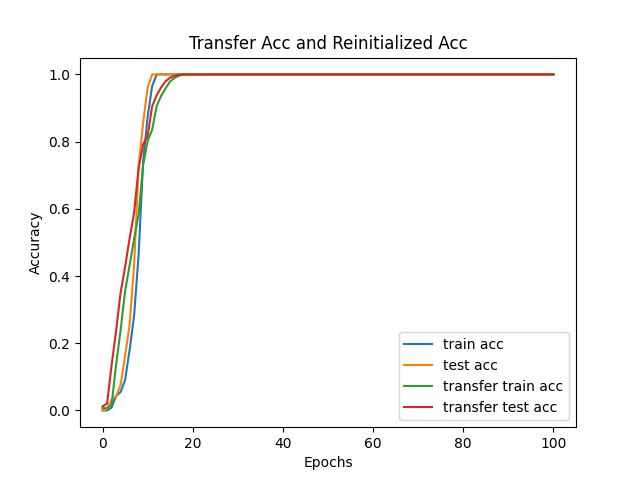 Transfer Acc and Reinitialized Acc
1.0
0.8
0.6
0.4
0.2
0.0
Accuracy
train acc
test acc
transfer train acc
transfer test acc
0 20 40 60 80 100
Epochs